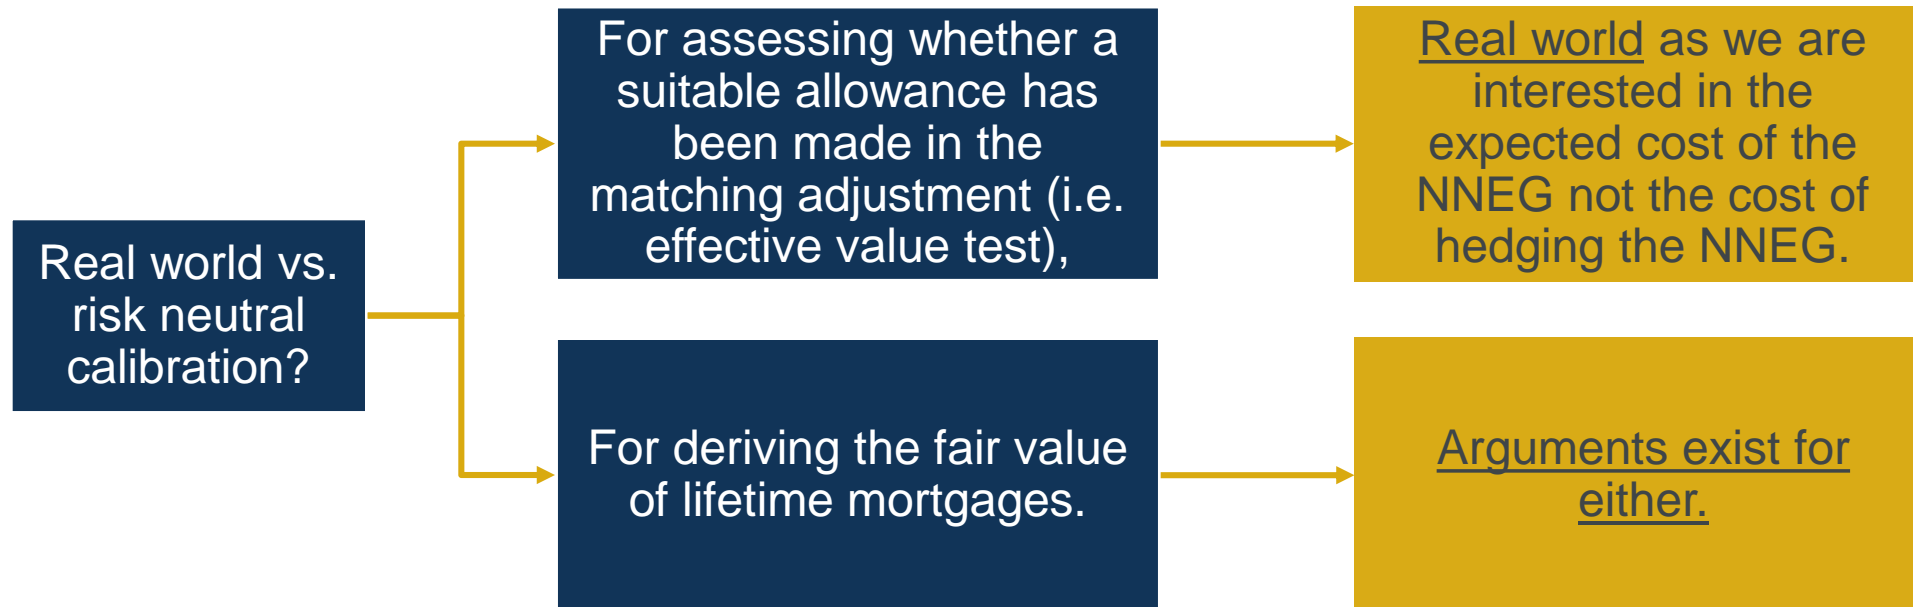 Real world vs.
risk neutral
calibration?
For assessing whether a
suitable allowance has
been made in the
matching adjustment (i.e.
effective value test),
Real world as we are
interested in the
expected cost of the
NNEG not the cost of
hedging the NNEG.
For deriving the fair value
of lifetime mortgages.
Arguments exist for
either.